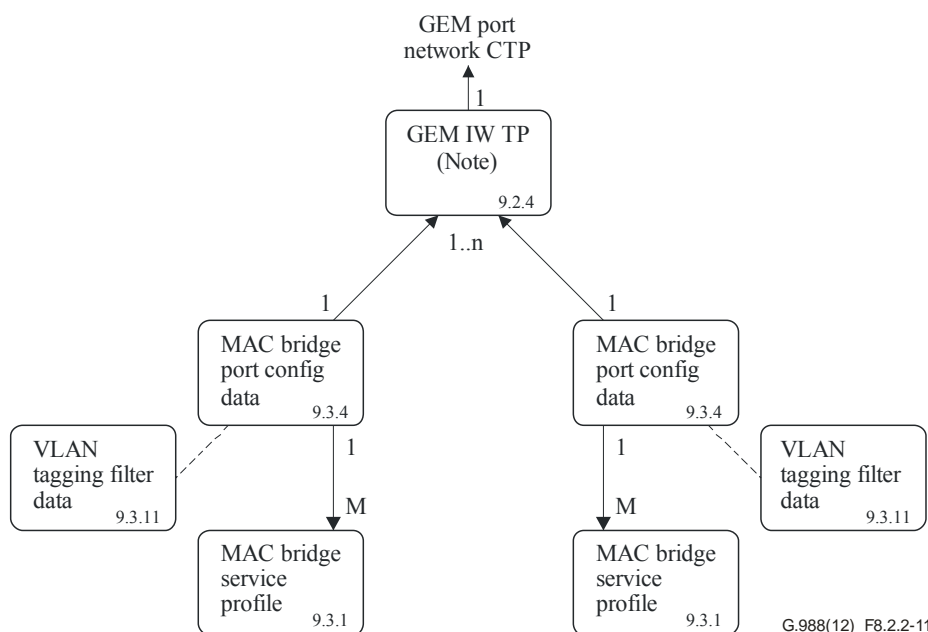 GEM port
network CTP
1
GEM IW TP
(Note)
9.2.4
1..n
1
1
MAC bridge
port config
data
9.3.4
MAC bridge
port config
data
9.3.4
VLAN
tagging filter
data
9.3.11
1
1
VLAN
tagging filter
data
9.3.11
M
M
MAC bridge
service
profile
9.3.1
MAC bridge
service
profile
9.3.1
G.988(12)_F8.2.2-11